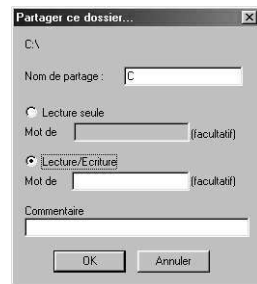 Partager ce dossier...
C:\
Nom de partage : C
Lecture seule
Mot de (facultatif)
Lecture/Ecriture
Mot de (facultatif)
Commentaire
OK Annuler